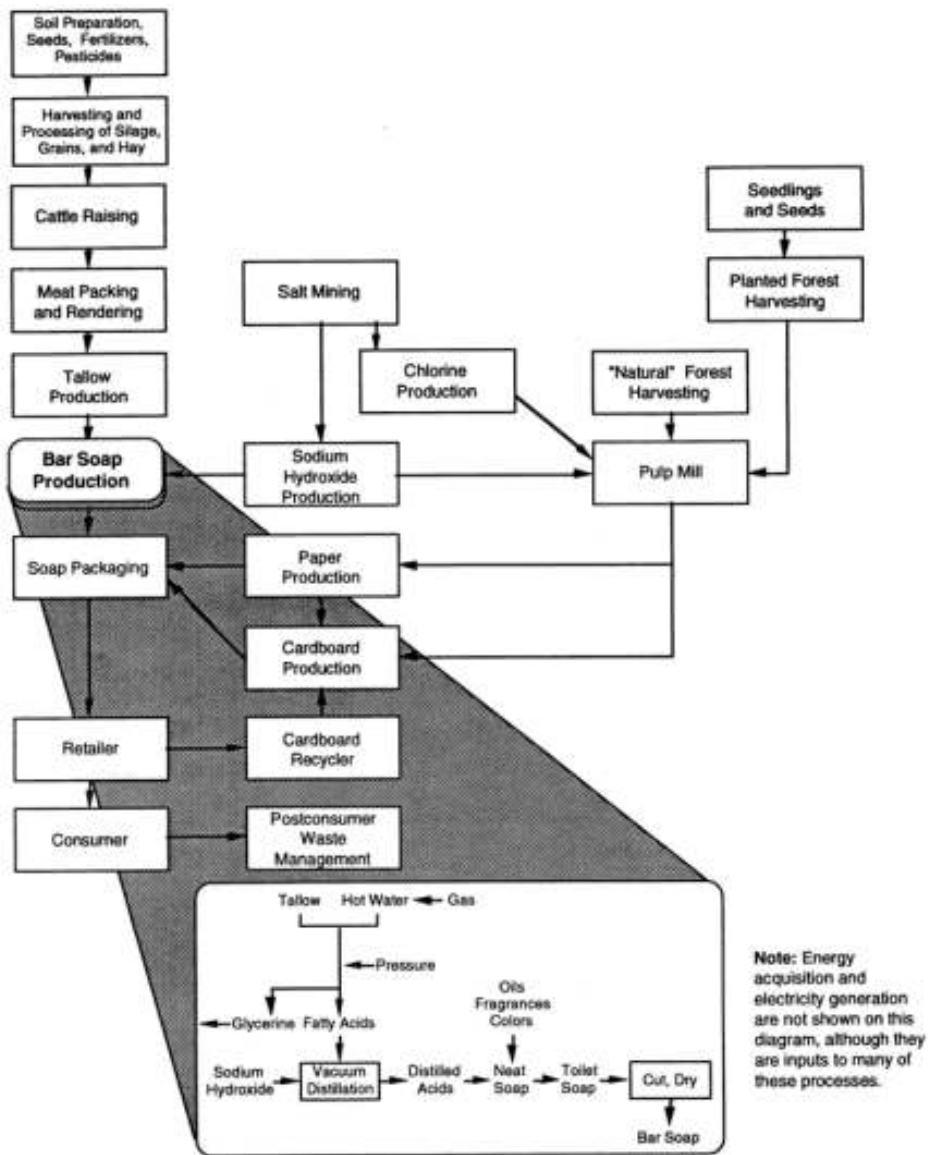 Soil Preparation,
Seeds, Fertilizers,
Pesticides
Harvesting and
Processing of Silage,
Grains, and Hay
Cattle Raising
Meat Packing
and Rendering
Tallow
Production
Bar Soap
Production
Soap Packaging
Retailer
Consumer
Salt Mining
Chlorine
Production
Sodium
Hydroxide
Production
Paper
Production
Cardboard
Production
Cardboard
Recycler
Postconsumer
Waste
Management
Seedlings
and Seeds
Planted Forest
Harvesting
"Natural" Forest
Harvesting
Pulp Mill
Tallow Hot Water Gas
Pressure
Glycerine Fatty Acids
Oils
Fragrances
Colors
Sodium
Hydroxide
Vacuum
Distillation
Distilled
Acids
Neat
Soap
Toilet
Soap
Cut, Dry
Bar Soap
Note: Energy
acquisition and
electricity generation
are not shown on this
diagram, although they
are inputs to many of
these processes.